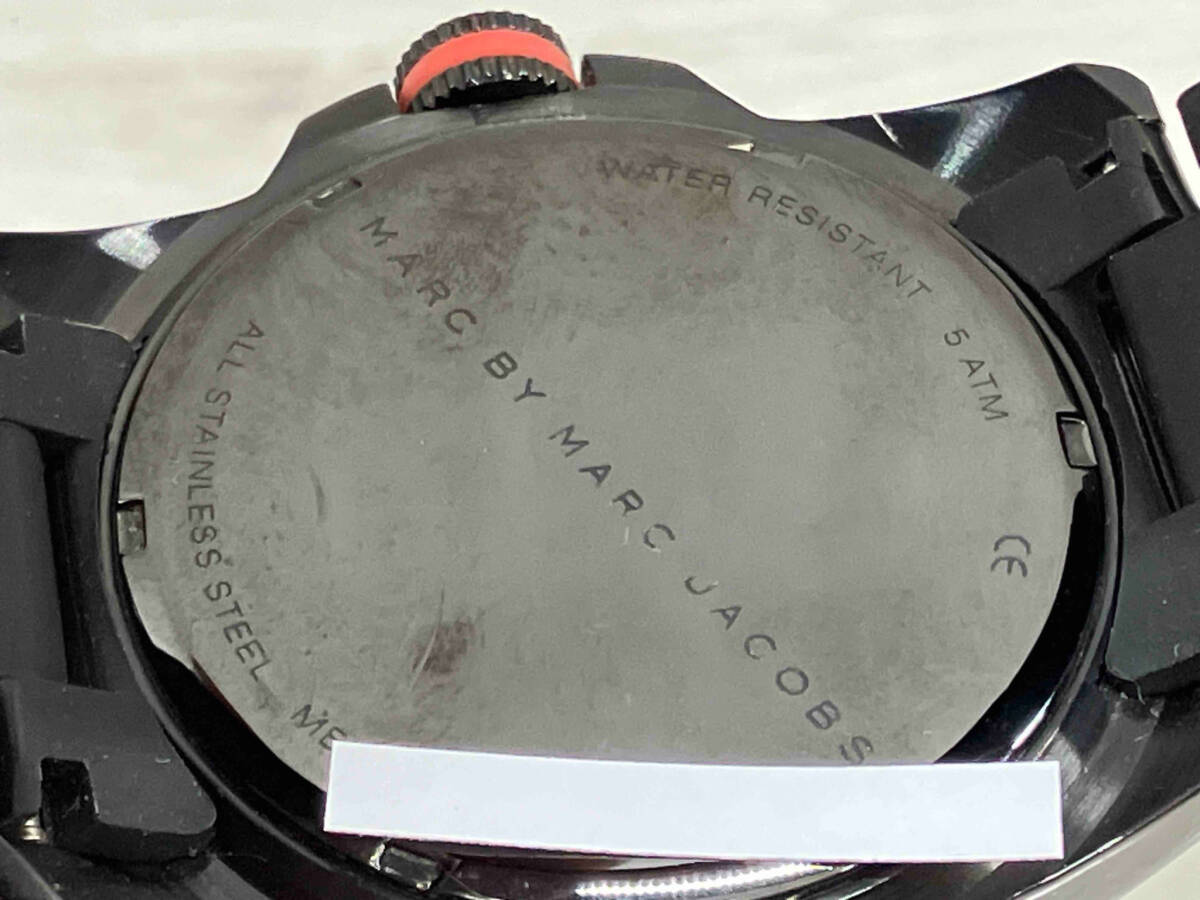 MARC BY MARC JACOBS
WATER RESISTANT 5 ATM
CE
ALL STAINLESS STEEL